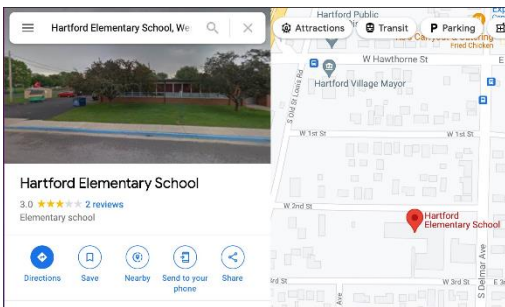 Hartford Elementary School, We
Hartford Elementary School
3.0
2 reviews
Elementary school
Directions
Save
Nearby
Send to your
phone
Share
Attractions
Transit
Parking
Hartford Public
Fried Chicken
W Hawthorne St
E
Hartford Village Mayor
S Old St Louis Rd
W 1st St
W 1st St
W 2nd St
Hartford
Elementary School
S Delmar Ave
rd St
Ave
W 3rd St